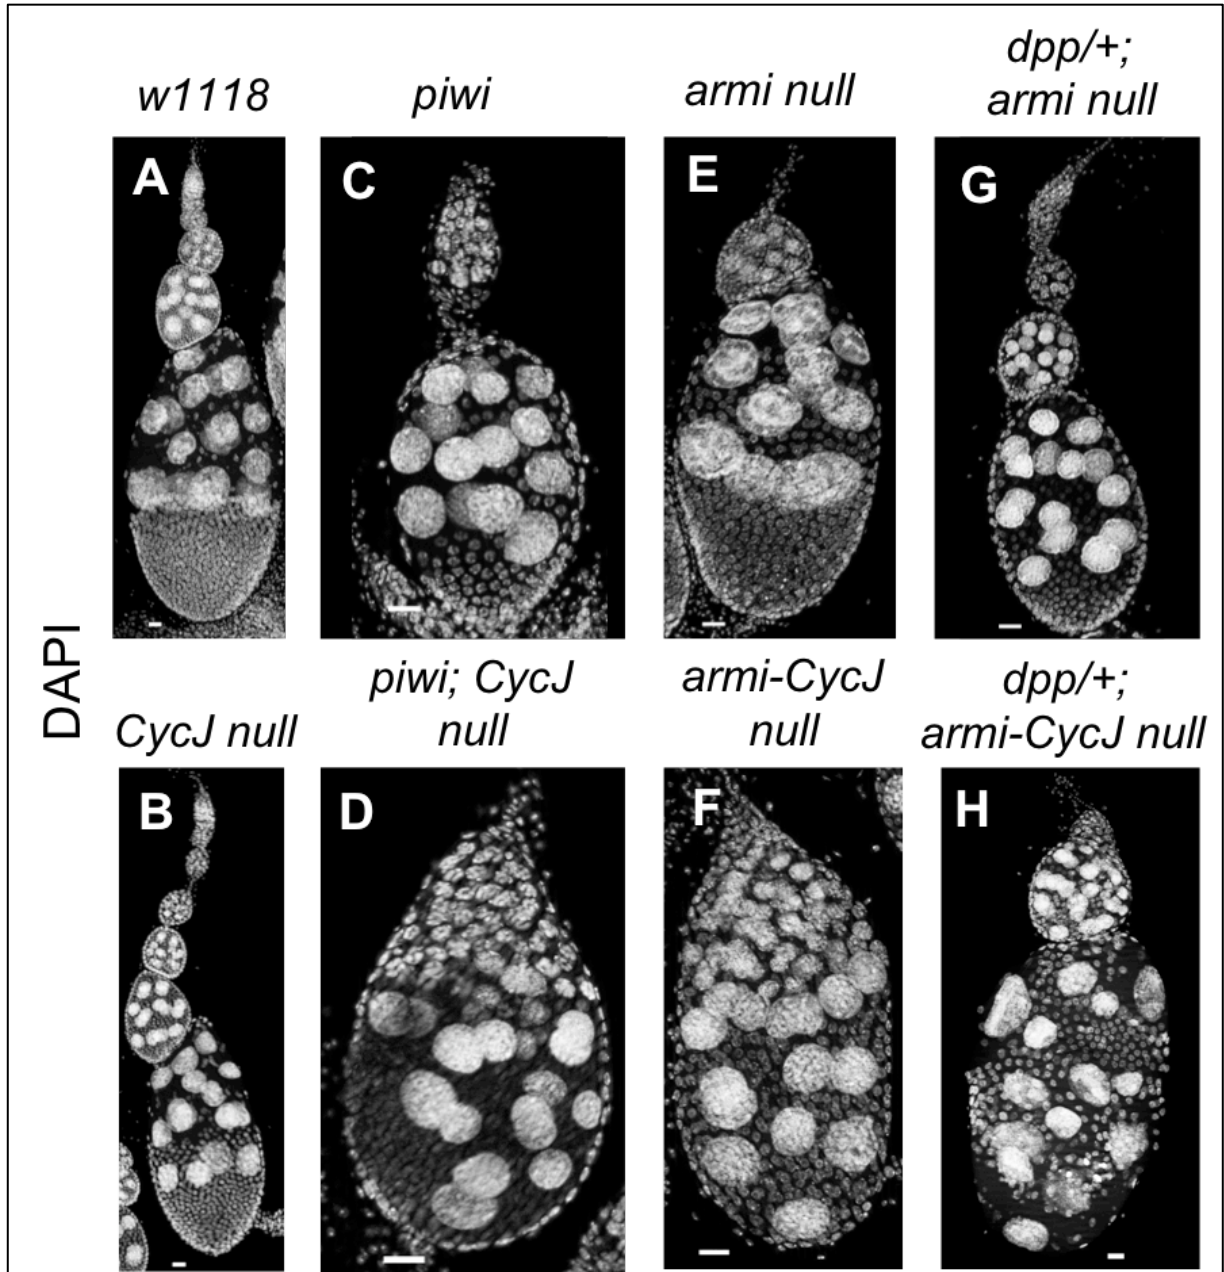 w1118
piwi
armi null
dpp/+;
armi null
A
C
E
G
DAPI
CycJ null
piwi; CycJ
null
armi-CycJ
null
dpp/+;
armi-CycJ null
B
D
F
H